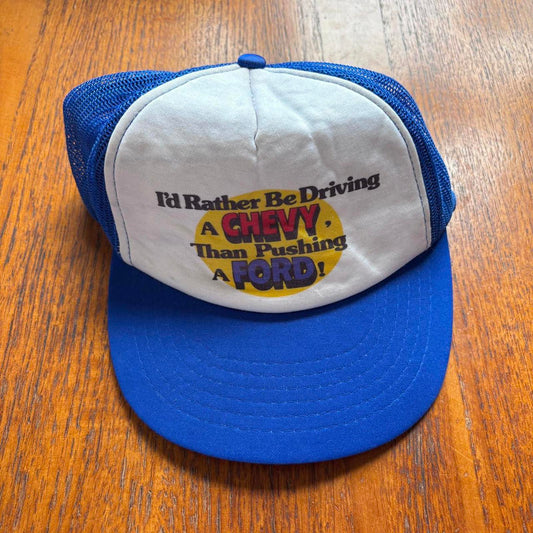 I'd Rather Be Driving
A CHEVY,
Than Pushing
A FORD!